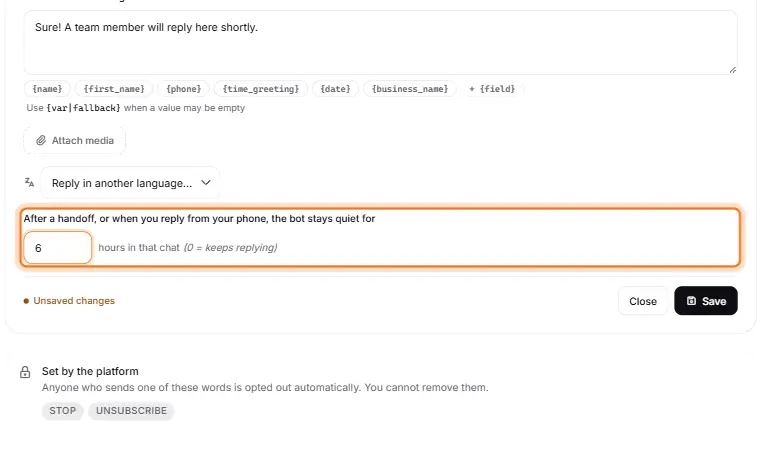 Sure! A team member will reply here shortly.
{name} {first_name} {phone} {time_greeting} {date} {business_name} + {field}
Use {var|fallback} when a value may be empty
Attach media
Reply in another language...
After a handoff, or when you reply from your phone, the bot stays quiet for
6 hours in that chat (0 = keeps replying)
Unsaved changes Close Save
Set by the platform
Anyone who sends one of these words is opted out automatically. You cannot remove them.
STOP UNSUBSCRIBE